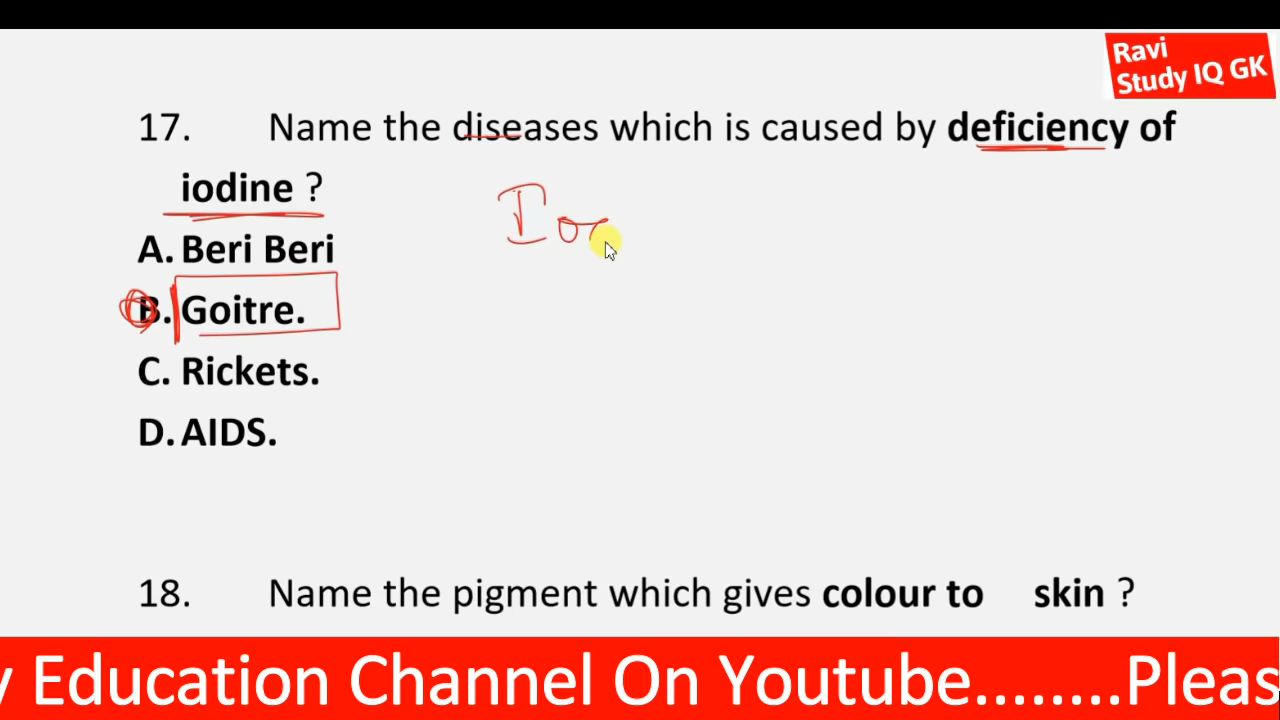 Ravi
Study IQ GK
17. Name the diseases which is caused by deficiency of
iodine ?
A. Beri Beri
B. Goitre.
C. Rickets.
D. AIDS.
18. Name the pigment which gives colour to skin ?
y Education Channel On Youtube........Pleas